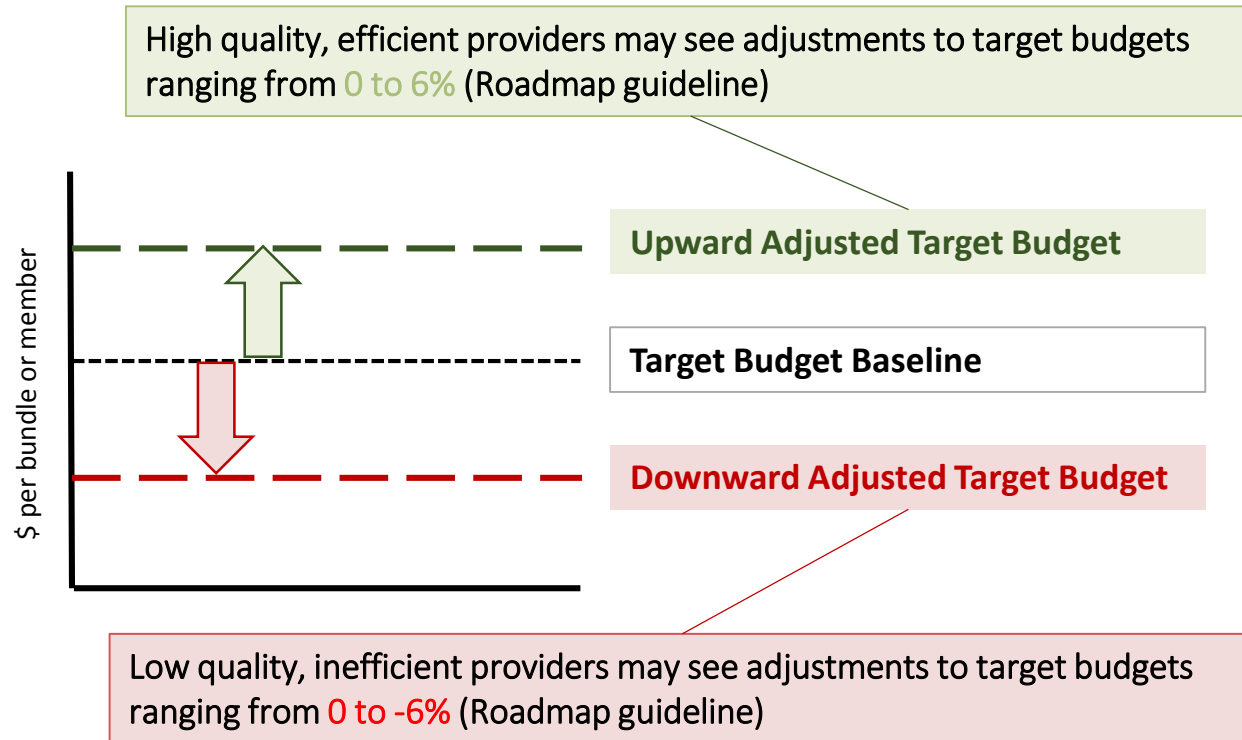 High quality, efficient providers may see adjustments to target budgets
ranging from 0 to 6% (Roadmap guideline)
$ per bundle or member
Upward Adjusted Target Budget
Target Budget Baseline
Downward Adjusted Target Budget
Low quality, inefficient providers may see adjustments to target budgets
ranging from 0 to -6% (Roadmap guideline)